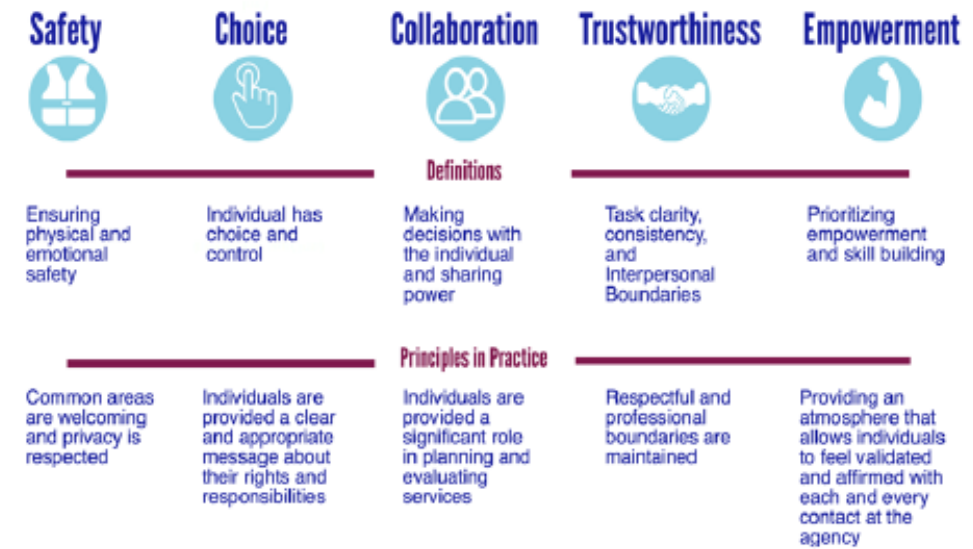 Safety
Choice
Collaboration
Trustworthiness
Empowerment
Definitions
Ensuring
physical and
emotional
safety
Individual has
choice and
control
Making
decisions with
the individual
and sharing
power
Task clarity,
consistency,
and
Interpersonal
Boundaries
Prioritizing
empowerment
and skill building
Principles in Practice
Common areas
are welcoming
and privacy is
respected
Individuals are
provided a clear
and appropriate
message about
their rights and
responsibilities
Individuals are
provided a
significant role
in planning and
evaluating
services
Respectful and
professional
boundaries are
maintained
Providing an
atmosphere that
allows individuals
to feel validated
and affirmed with
each and every
contact at the
agency